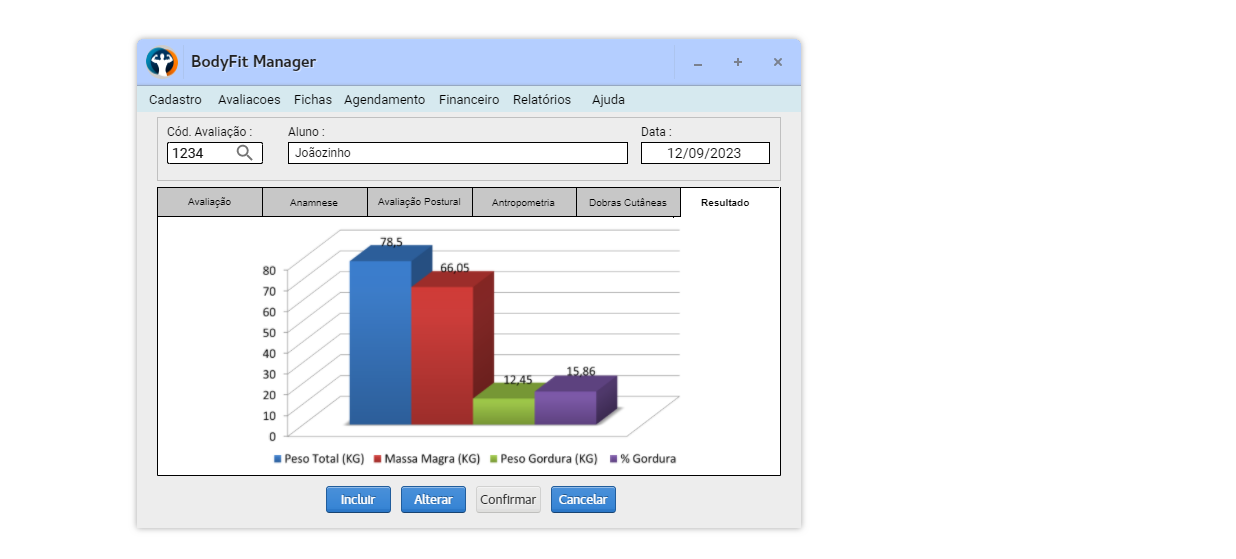 BodyFit Manager
Cadastro Avaliacoes Fichas Agendamento Financeiro Relatórios Ajuda
Cód. Avaliação : Aluno : Data :
1234 Joãozinho 12/09/2023
Avaliação Anamnese Avaliação Postural Antropometria Dobras Cutâneas Resultado
78,5
66,05
80
70
60
50
40
30
12,45 15,86
20
10
0
Peso Total (KG) Massa Magra (KG) Peso Gordura (KG) % Gordura
Incluir Alterar Confirmar Cancelar